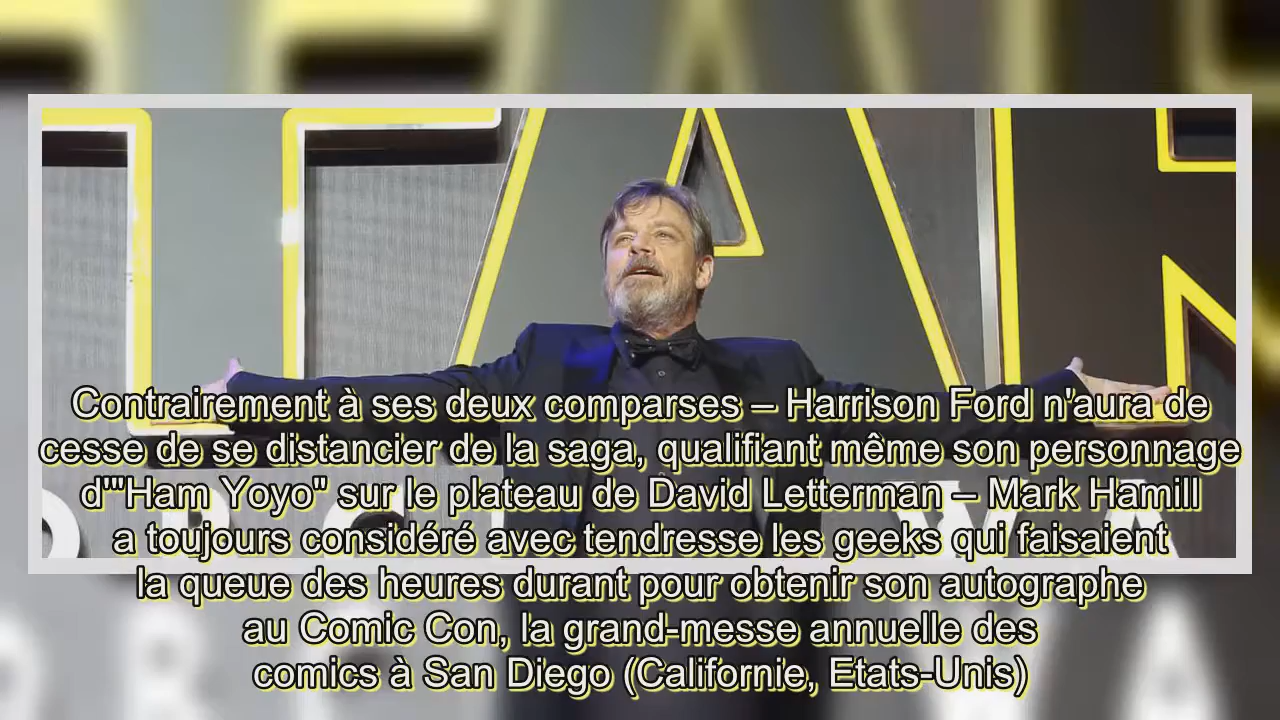 Contrairement à ses deux comparses – Harrison Ford n'aura de
cesse de se distancier de la saga, qualifiant même son personnage
d'"Ham Yoyo" sur le plateau de David Letterman – Mark Hamill
a toujours considéré avec tendresse les geeks qui faisaient
la queue des heures durant pour obtenir son autographe
au Comic Con, la grand-messe annuelle des
comics à San Diego (Californie, Etats-Unis)